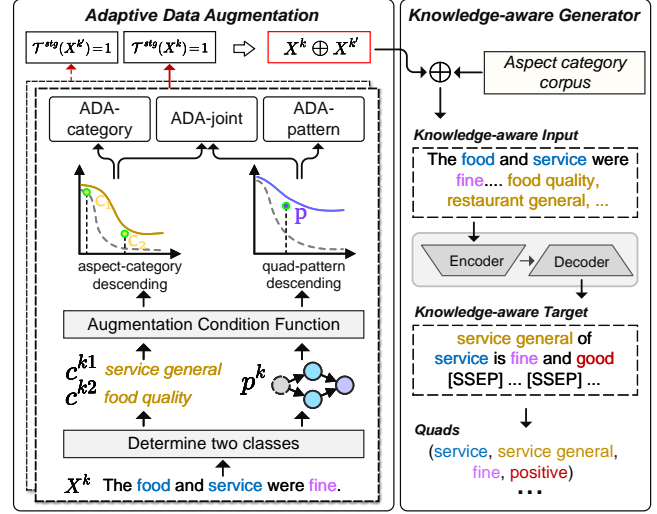 Adaptive Data Augmentation
𝒯^{stg}(X^{k'})=1
𝒯^{stg}(X^{k})=1
X^k ⊕ X^{k'}
ADA-
category
ADA-joint
ADA-
pattern
C₁
C₂
p
aspect-category
descending
quad-pattern
descending
Augmentation Condition Function
c^{k1} service general
c^{k2} food quality
p^k
Determine two classes
X^k The food and service were fine.
Knowledge-aware Generator
Aspect category
corpus
Knowledge-aware Input
The food and service were
fine.... food quality,
restaurant general, ...
Encoder
Decoder
Knowledge-aware Target
service general of
service is fine and good
[SSEP] ... [SSEP] ...
Quads
(service, service general,
fine, positive)
...